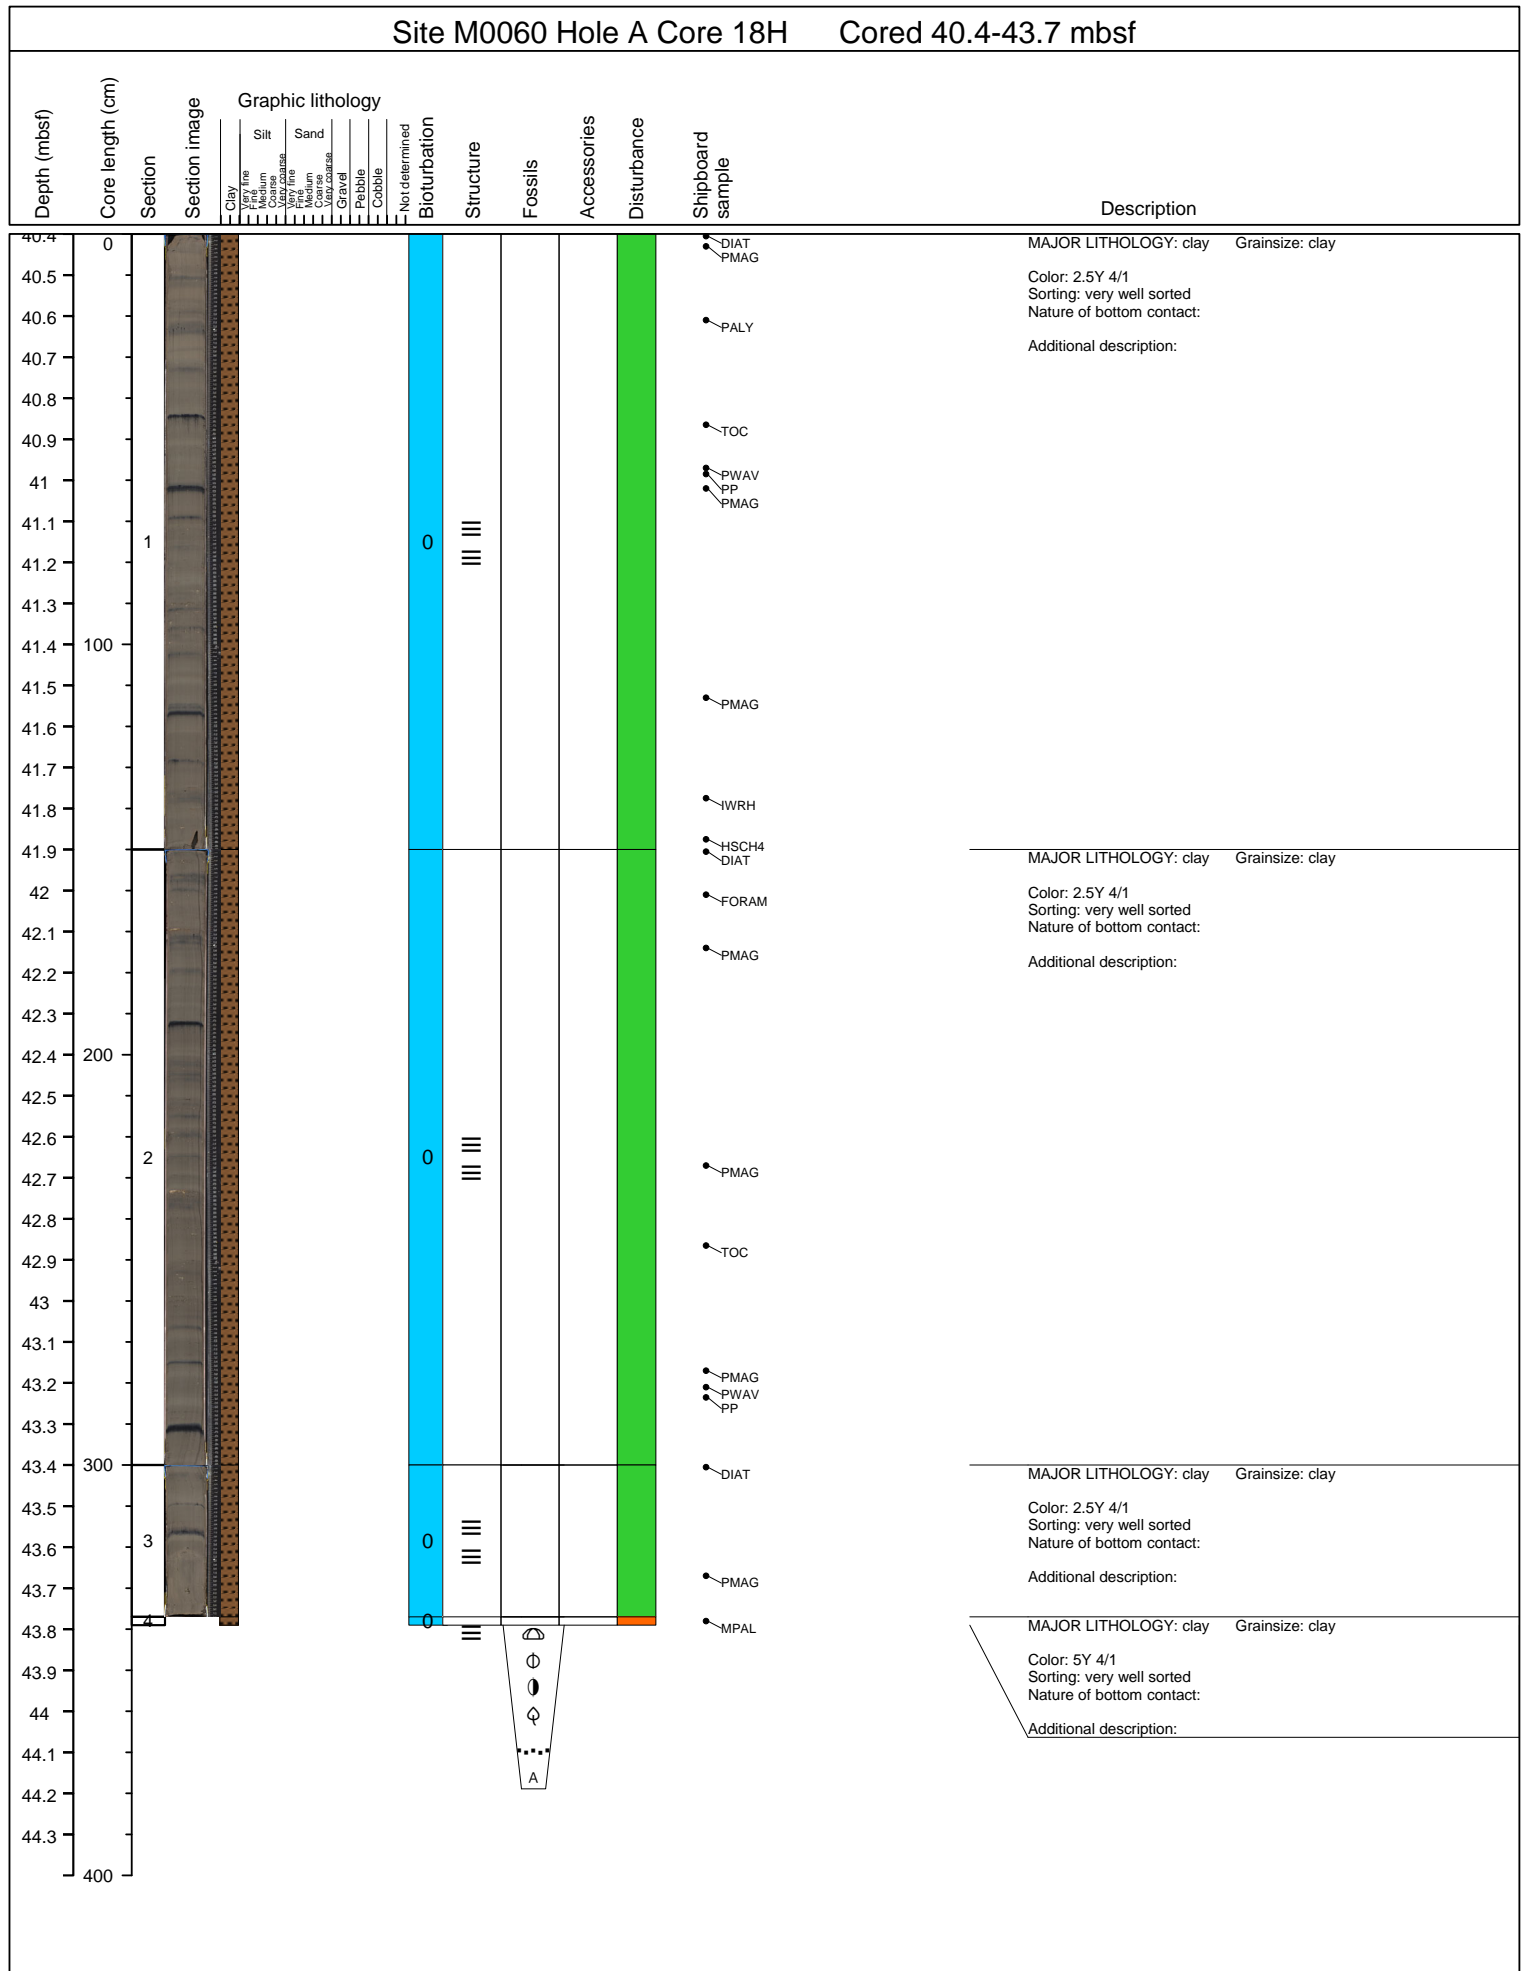 Site M0060 Hole A Core 18H Cored 40.4-43.7 mbsf
Depth (mbsf)
Core length (cm)
Section
Section image
Graphic lithology
Clay
Silt
Very fine
Fine
Medium
Coarse
Very coarse
Sand
Very fine
Fine
Medium
Coarse
Very coarse
Gravel
Pebble
Cobble
Not determined
Bioturbation
Structure
Fossils
Accessories
Disturbance
Shipboard
sample
Description
40.4
40.5
40.6
40.7
40.8
40.9
41
41.1
41.2
41.3
41.4
41.5
41.6
41.7
41.8
41.9
42
42.1
42.2
42.3
42.4
42.5
42.6
42.7
42.8
42.9
43
43.1
43.2
43.3
43.4
43.5
43.6
43.7
43.8
43.9
44
44.1
44.2
44.3
0
100
200
300
400
1
2
3
4
0
0
0
0
A
DIAT
PMAG
PALY
TOC
PWAV
PP
PMAG
PMAG
IWRH
HSCH4
DIAT
FORAM
PMAG
PMAG
TOC
PMAG
PWAV
PP
DIAT
PMAG
MPAL
MAJOR LITHOLOGY: clay Grainsize: clay
Color: 2.5Y 4/1
Sorting: very well sorted
Nature of bottom contact:
Additional description:
MAJOR LITHOLOGY: clay Grainsize: clay
Color: 2.5Y 4/1
Sorting: very well sorted
Nature of bottom contact:
Additional description:
MAJOR LITHOLOGY: clay Grainsize: clay
Color: 2.5Y 4/1
Sorting: very well sorted
Nature of bottom contact:
Additional description:
MAJOR LITHOLOGY: clay Grainsize: clay
Color: 5Y 4/1
Sorting: very well sorted
Nature of bottom contact:
Additional description: